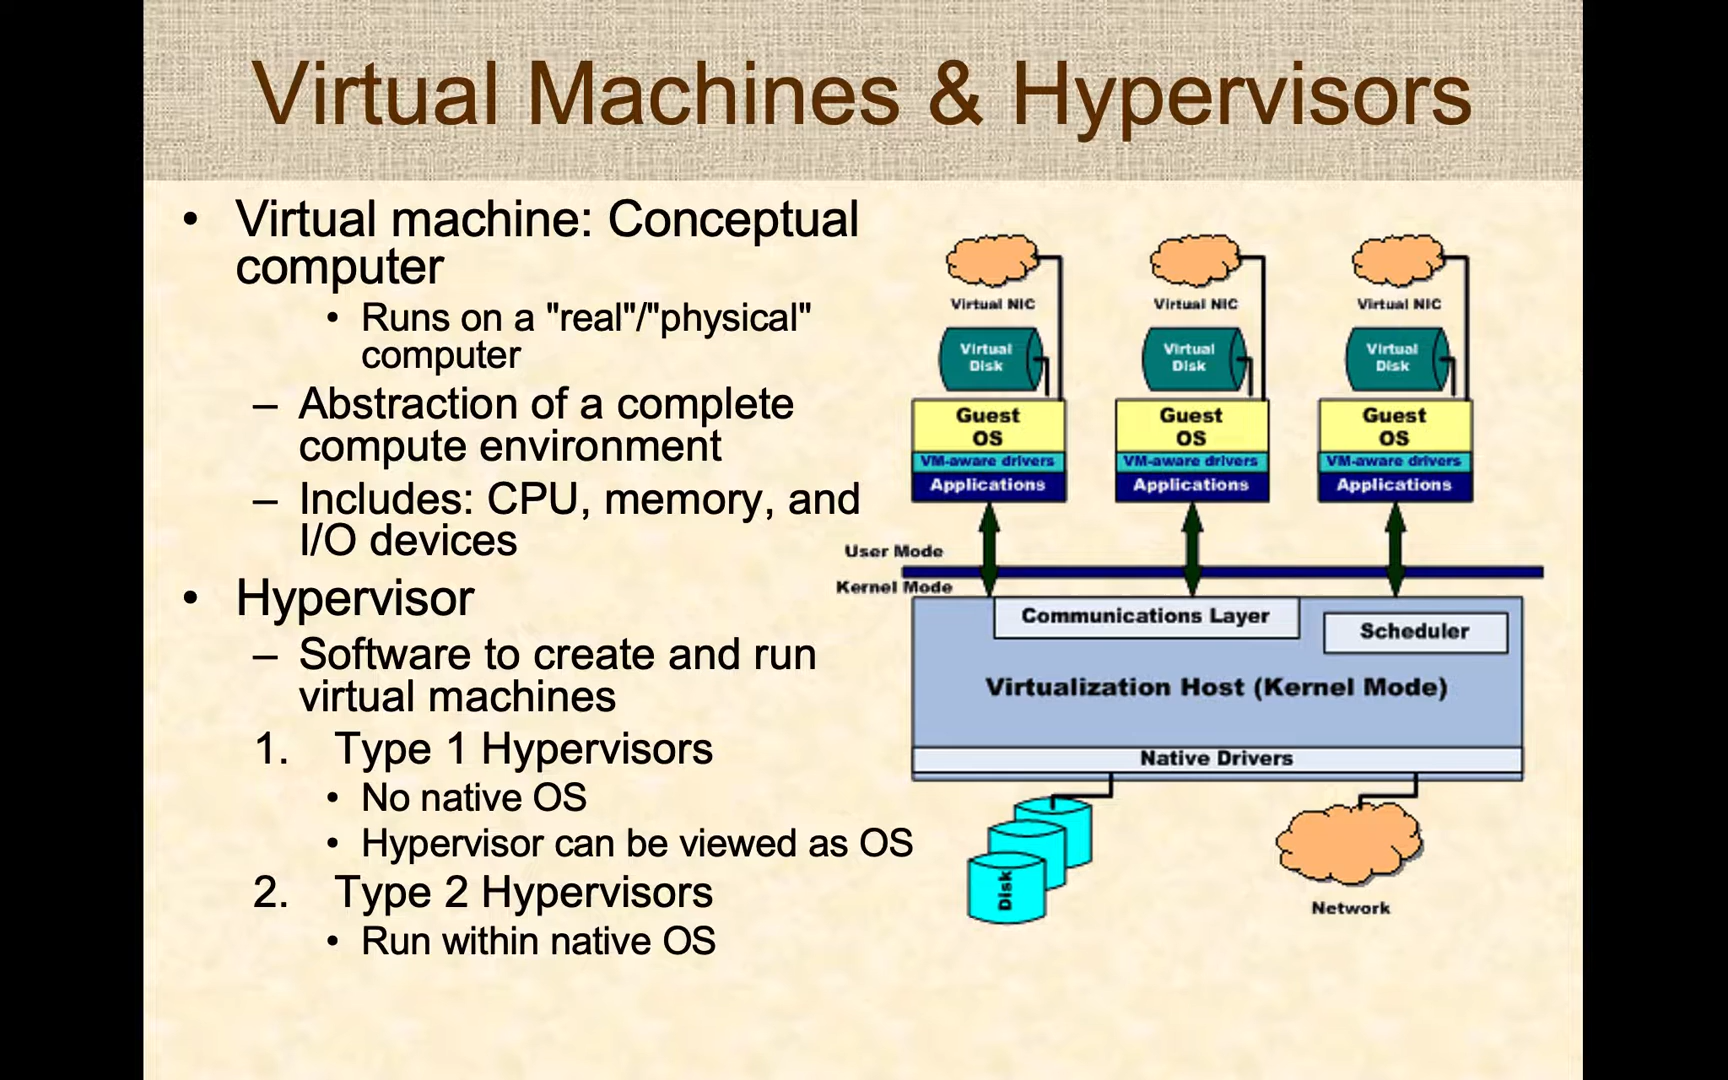 Virtual Machines & Hypervisors
• Virtual machine: Conceptual
computer
• Runs on a "real"/"physical"
computer
– Abstraction of a complete
compute environment
– Includes: CPU, memory, and
I/O devices
• Hypervisor
– Software to create and run
virtual machines
1. Type 1 Hypervisors
• No native OS
• Hypervisor can be viewed as OS
2. Type 2 Hypervisors
• Run within native OS
Virtual NIC
Virtual NIC
Virtual NIC
Virtual
Disk
Virtual
Disk
Virtual
Disk
Guest
OS
Guest
OS
Guest
OS
VM-aware drivers
VM-aware drivers
VM-aware drivers
Applications
Applications
Applications
User Mode
Kernel Mode
Communications Layer
Scheduler
Virtualization Host (Kernel Mode)
Native Drivers
Disk
Network